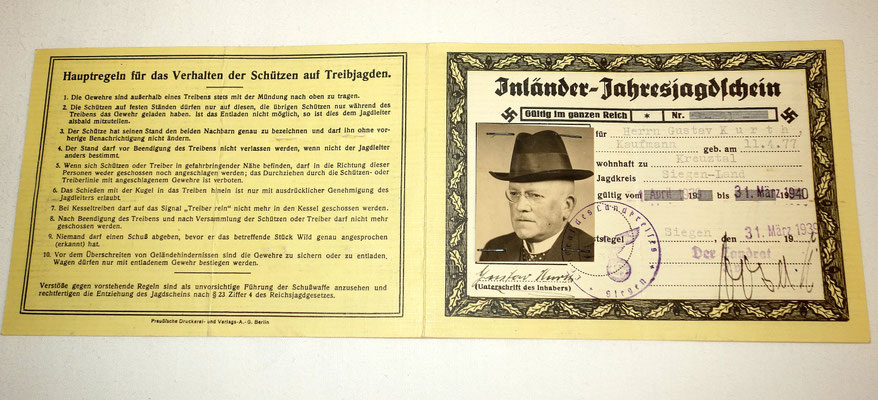 Hauptregeln für das Verhalten der Schützen auf Treibjagden.
1. Die Gewehre sind außerhalb eines Treibens stets mit der Mündung nach oben zu tragen.
2. Die Schützen auf festen Ständen dürfen nur auf diesen, die übrigen Schützen nur während des
Treibens das Gewehr geladen haben. Ist das Entladen nicht möglich, so ist dies dem Jagdleiter
alsbald mitzuteilen.
3. Der Schütze hat seinen Stand den beiden Nachbarn genau zu bezeichnen und darf ihn ohne vor-
herige Benachrichtigung nicht ändern.
4. Der Stand darf vor Beendigung des Treibens nicht verlassen werden, wenn nicht der Jagdleiter
anders bestimmt.
5. Wenn sich Schützen oder Treiber in gefahrbringender Nähe befinden, darf in die Richtung dieser
Personen weder geschossen noch angeschlagen werden; das Durchziehen durch die Schützen- oder
Treiberlinie mit angeschlagenem Gewehr ist verboten.
6. Das Schießen mit der Kugel in das Treiben hinein ist nur mit ausdrücklicher Genehmigung des
Jagdleiters erlaubt.
7. Bei Kesseltreiben darf auf das Signal „Treiber rein" nicht mehr in den Kessel geschossen werden.
8. Nach Beendigung des Treibens und nach Versammlung der Schützen oder Treiber darf nicht mehr
geschossen werden.
9. Niemand darf einen Schuß abgeben, bevor er das betreffende Stück Wild genau angesprochen
(erkannt) hat.
10. Vor dem Überschreiten von Geländehindernissen sind die Gewehre zu sichern oder zu entladen,
Wagen dürfen nur mit entladenem Gewehr bestiegen werden.
Verstöße gegen vorstehende Regeln sind als unvorsichtige Führung der Schußwaffe anzusehen und
rechtfertigen die Entziehung des Jagdscheins nach § 23 Ziffer 4 des Reichsjagdgesetzes.
Preußische Druckerei- und Verlags-A.-G. Berlin
Inländer-Jahresjagdschein
Gültig im ganzen Reich * Nr.
für Herrn Gustav Kurth,
Kaufmann geb. am 11.4.77
wohnhaft zu Kreuztal
Jagdkreis Siegen-Land
gültig vom April 193 bis 31. März 1940
Siegen, den 31. März 1939
Der Landrat
des Landkreises
Siegen
Gustav Kurth
(Unterschrift des Inhabers)